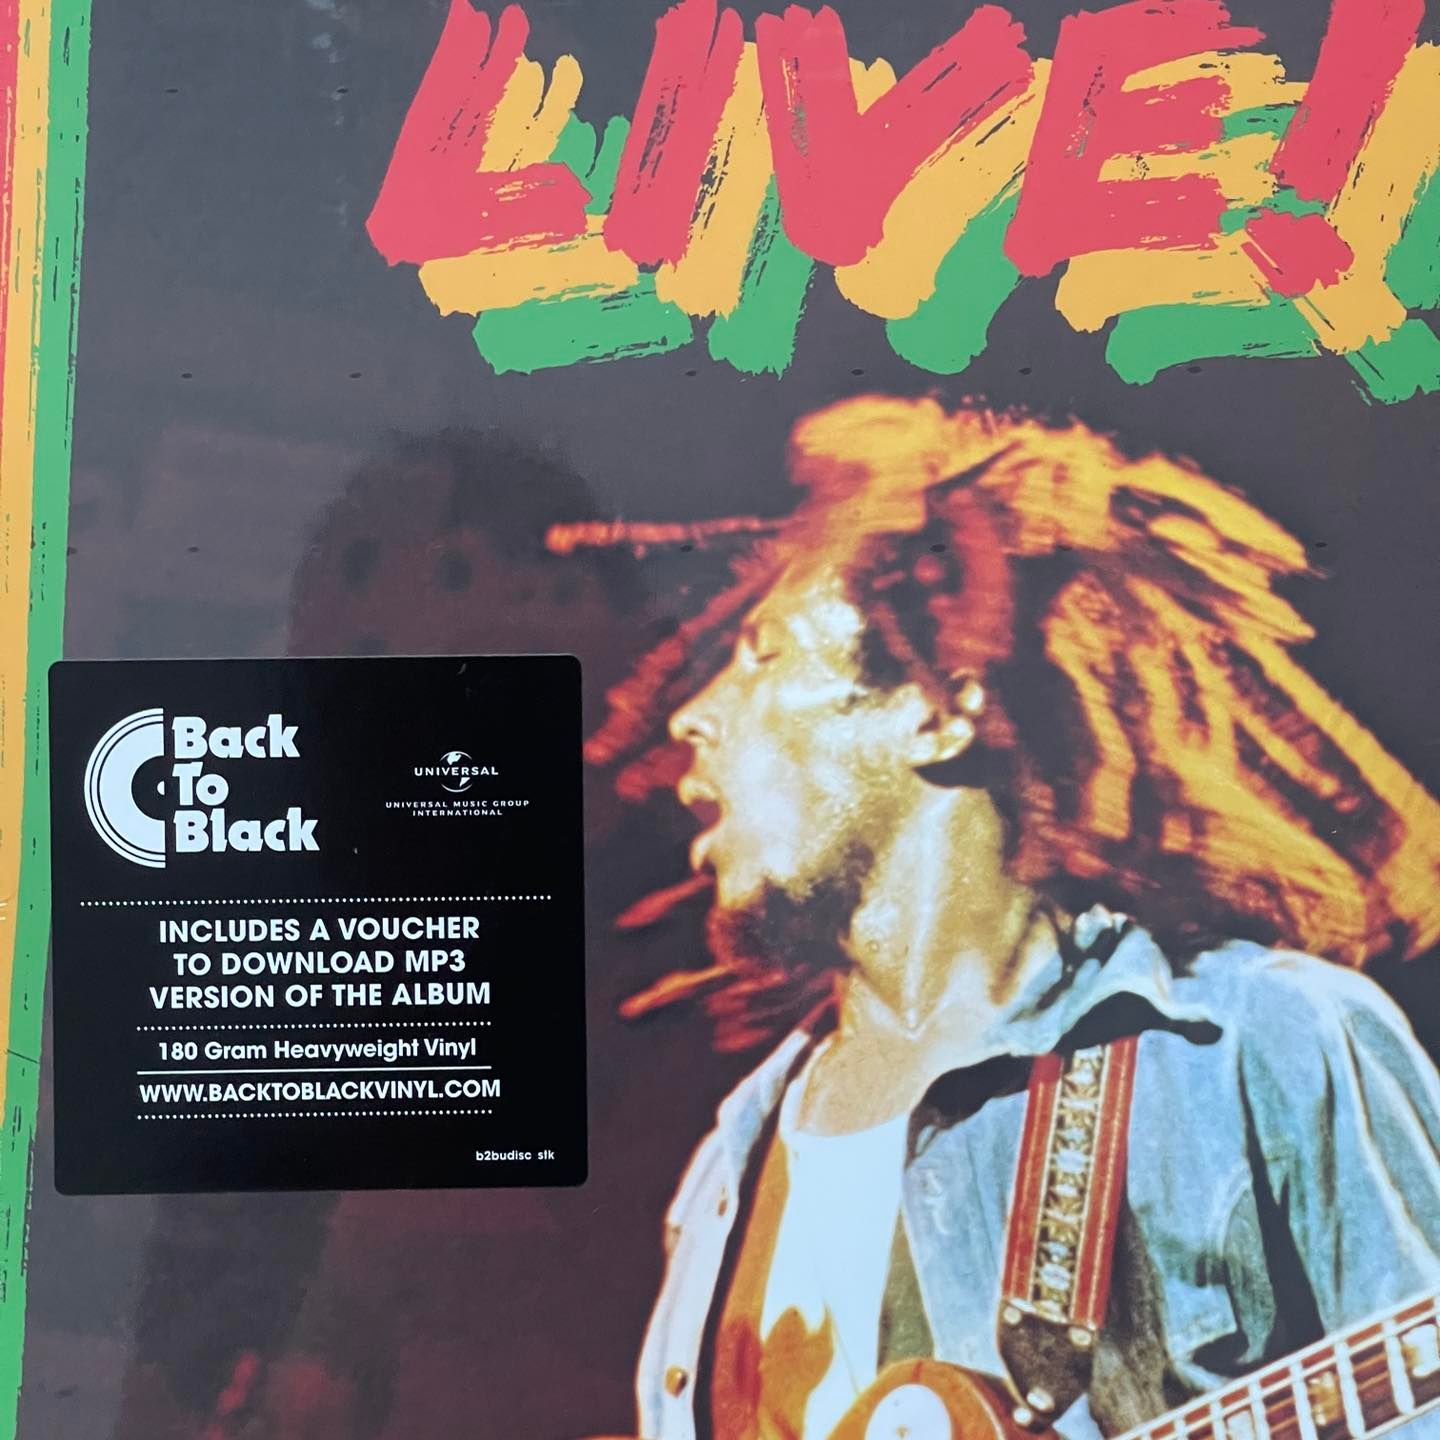 LIVE!
Back
To
Black
UNIVERSAL
UNIVERSAL MUSIC GROUP
INTERNATIONAL
INCLUDES A VOUCHER
TO DOWNLOAD MP3
VERSION OF THE ALBUM
180 Gram Heavyweight Vinyl
WWW.BACKTOBLACKVINYL.COM
b2budisc stk